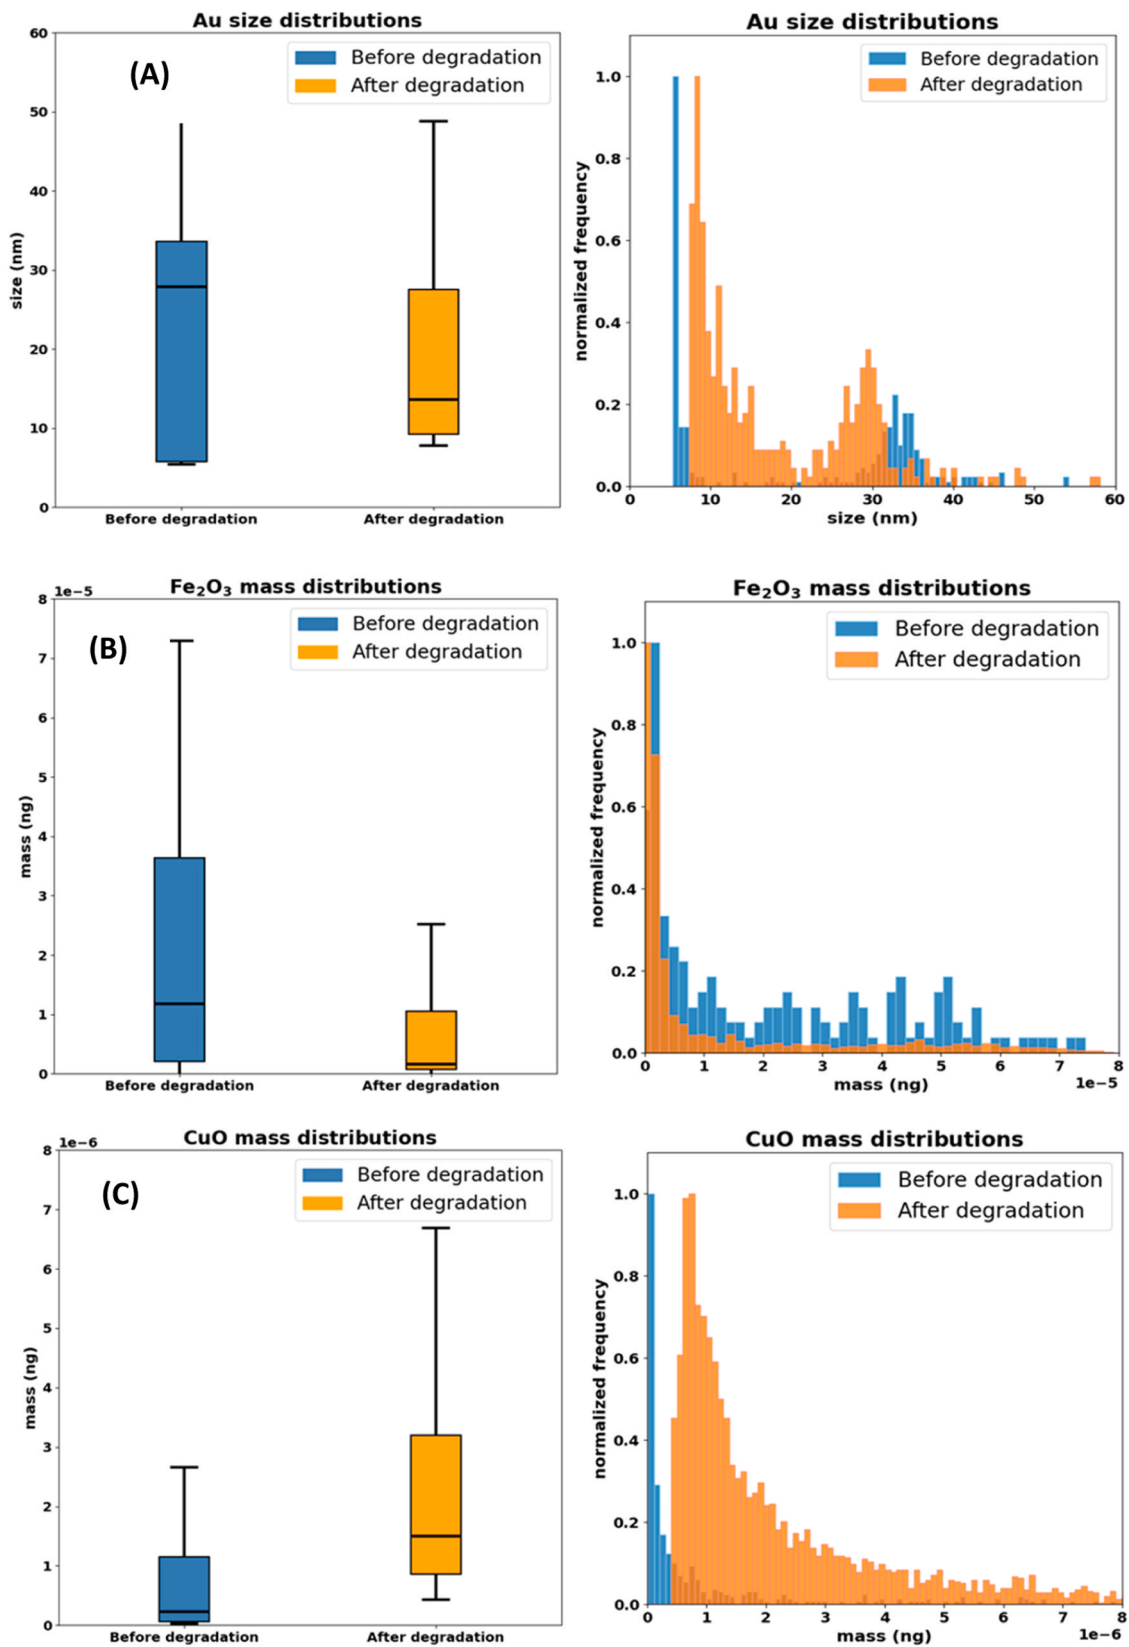 Au size distributions
60
50
40
30
20
10
0
size (nm)
(A)
Before degradation
After degradation
Before degradation
After degradation
Au size distributions
1.0
0.8
0.6
0.4
0.2
0.0
normalized frequency
Before degradation
After degradation
0 10 20 30 40 50 60
size (nm)
Fe₂O₃ mass distributions
1e−5
8
7
6
5
4
3
2
1
0
mass (ng)
(B)
Before degradation
After degradation
Before degradation
After degradation
Fe₂O₃ mass distributions
1.0
0.8
0.6
0.4
0.2
0.0
normalized frequency
Before degradation
After degradation
0 1 2 3 4 5 6 7 8
1e−5
mass (ng)
CuO mass distributions
1e−6
8
7
6
5
4
3
2
1
0
mass (ng)
(C)
Before degradation
After degradation
Before degradation
After degradation
CuO mass distributions
1.0
0.8
0.6
0.4
0.2
0.0
normalized frequency
Before degradation
After degradation
0 1 2 3 4 5 6 7 8
1e−6
mass (ng)